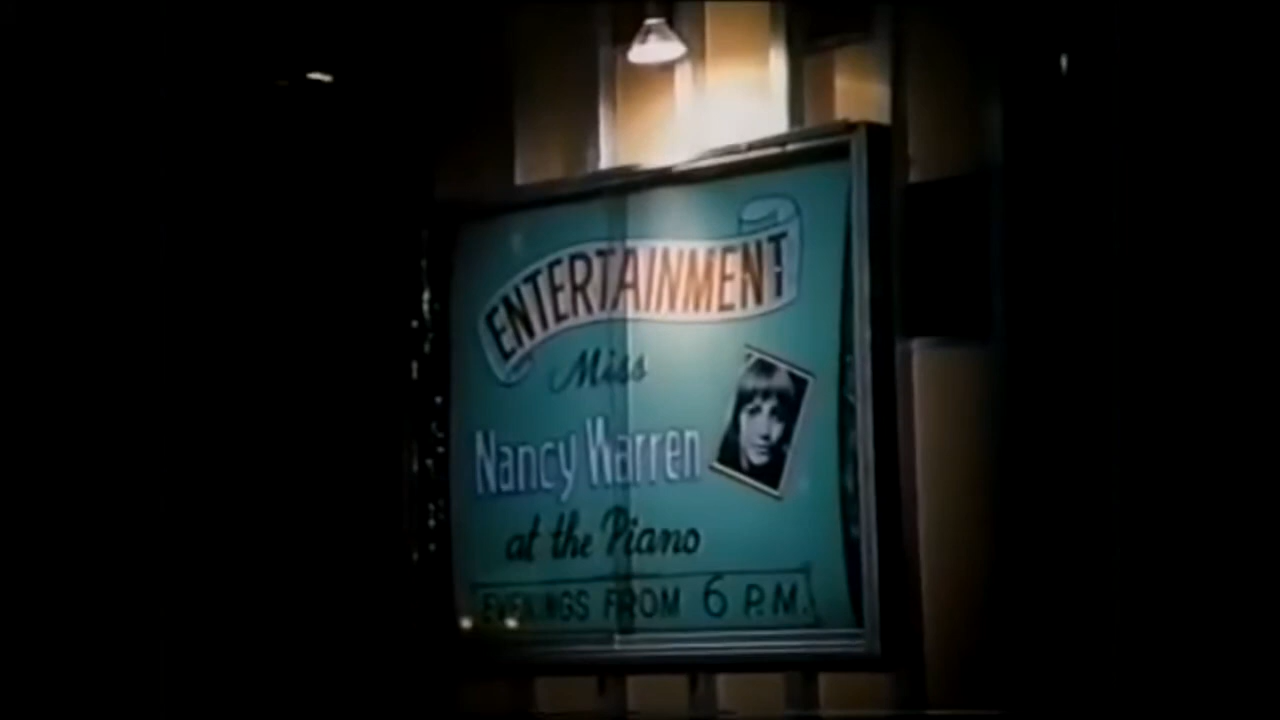 ENTERTAINMENT
Miss
Nancy Warren
at the Piano
EVENINGS FROM 6 P.M.